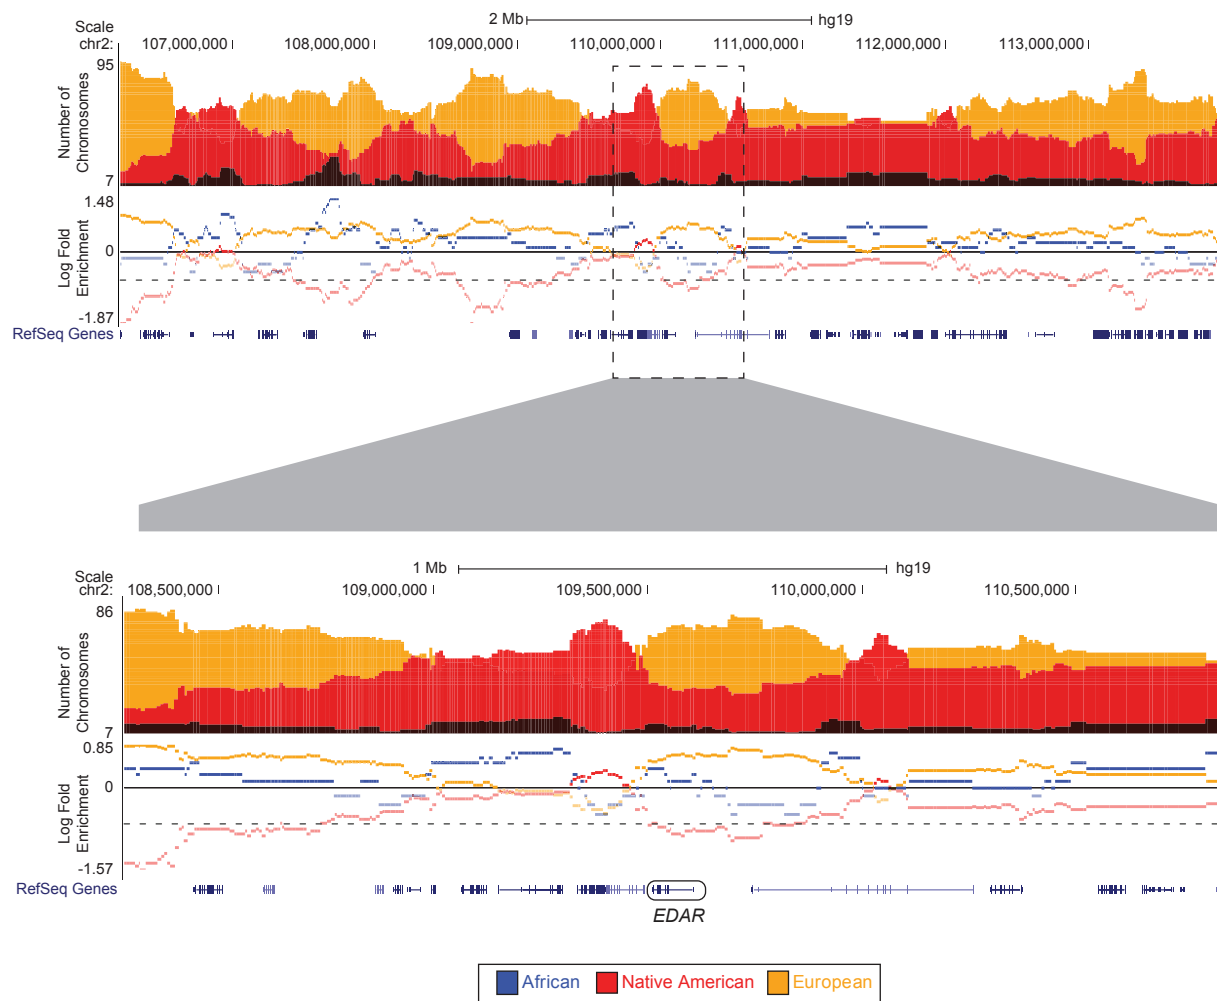 Scale 2 Mb hg19
chr2: 107,000,000 108,000,000 109,000,000 110,000,000 111,000,000 112,000,000 113,000,000
95
Number of
Chromosomes
7
1.48
Log Fold
Enrichment
0
-1.87
RefSeq Genes
Scale 1 Mb hg19
chr2: 108,500,000 109,000,000 109,500,000 110,000,000 110,500,000
86
Number of
Chromosomes
7
0.85
Log Fold
Enrichment
0
-1.57
RefSeq Genes
EDAR
African Native American European